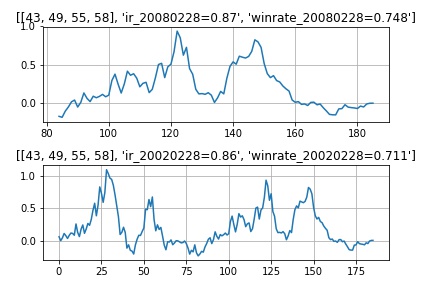 [[43, 49, 55, 58], 'ir_20080228=0.87', 'winrate_20080228=0.748']
1.0
0.5
0.0
80 100 120 140 160 180
[[43, 49, 55, 58], 'ir_20020228=0.86', 'winrate_20020228=0.711']
1.0
0.5
0.0
0 25 50 75 100 125 150 175